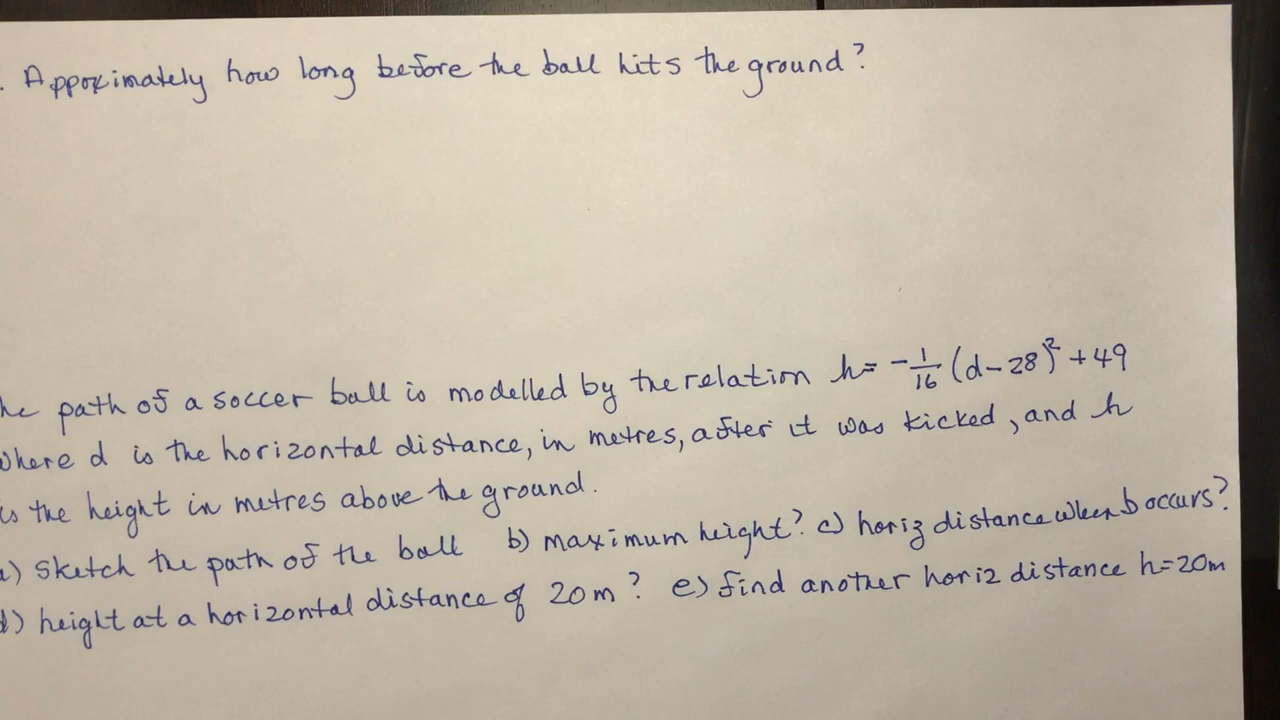 . Appoximately how long before the ball hits the ground?
he path of a soccer ball is modelled by the relation h= -1/16 (d-28)² +49
where d is the horizontal distance, in metres, after it was kicked, and h
is the height in metres above the ground.
a) Sketch the path of the ball b) maximum height? c) horiz distance when b occurs?
d) height at a horizontal distance of 20m? e) find another horiz distance h=20m